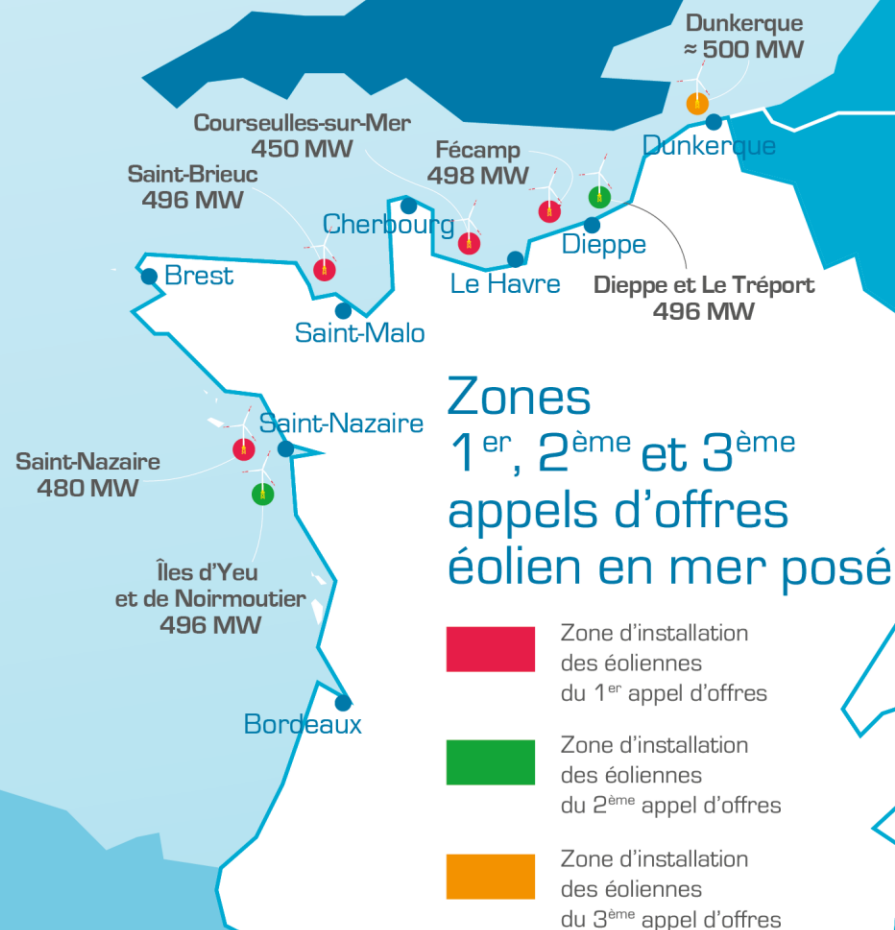 Dunkerque
≈ 500 MW
Courseulles-sur-Mer
450 MW
Fécamp
498 MW
Dunkerque
Saint-Brieuc
496 MW
Cherbourg
Dieppe
Brest
Le Havre
Dieppe et Le Tréport
496 MW
Saint-Malo
Zones
1er, 2ème et 3ème
appels d'offres
éolien en mer posé
Saint-Nazaire
Saint-Nazaire
480 MW
Îles d'Yeu
et de Noirmoutier
496 MW
Bordeaux
Zone d'installation
des éoliennes
du 1er appel d'offres
Zone d'installation
des éoliennes
du 2ème appel d'offres
Zone d'installation
des éoliennes
du 3ème appel d'offres